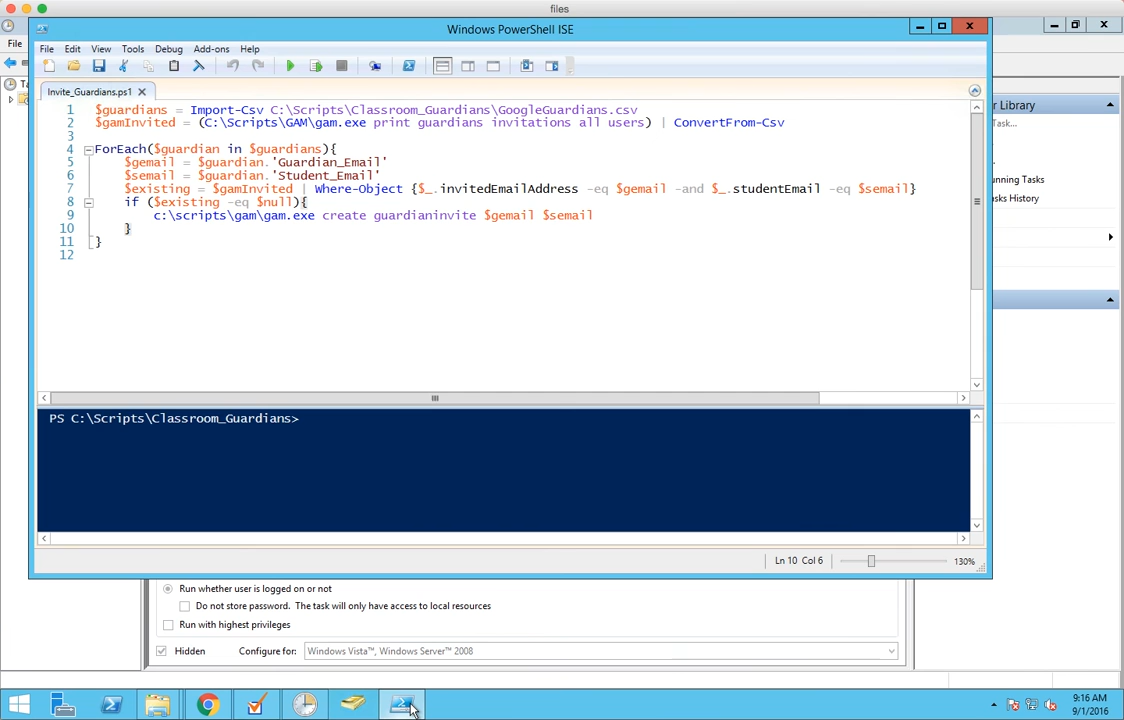 files
Windows PowerShell ISE
File Edit View Tools Debug Add-ons Help
File
Invite_Guardians.ps1
1 $guardians = Import-Csv C:\Scripts\Classroom_Guardians\GoogleGuardians.csv
2 $gamInvited = (C:\Scripts\GAM\gam.exe print guardians invitations all users) | ConvertFrom-Csv
3
4 ForEach($guardian in $guardians){
5 $gemail = $guardian.'Guardian_Email'
6 $semail = $guardian.'Student_Email'
7 $existing = $gamInvited | Where-Object {$_.invitedEmailAddress -eq $gemail -and $_.studentEmail -eq $semail}
8 if ($existing -eq $null){
9 c:\scripts\gam\gam.exe create guardianinvite $gemail $semail
10 }
11 }
12
r Library
Task...
unning Tasks
sks History
PS C:\Scripts\Classroom_Guardians>
Ln 10 Col 6
130%
Run whether user is logged on or not
Do not store password. The task will only have access to local resources
Run with highest privileges
Hidden Configure for: Windows Vista™, Windows Server™ 2008
9:16 AM
9/1/2016